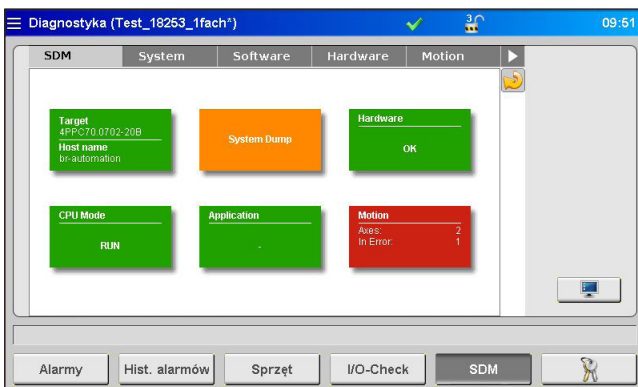 Diagnostyka (Test_18253_1fach*)
3
09:51
SDM System Software Hardware Motion
Target
4PPC70.0702-20B
Host name
br-automation
System Dump
Hardware
OK
CPU Mode
RUN
Application
-
Motion
Axes: 2
In Error: 1
Alarmy Hist. alarmów Sprzęt I/O-Check SDM